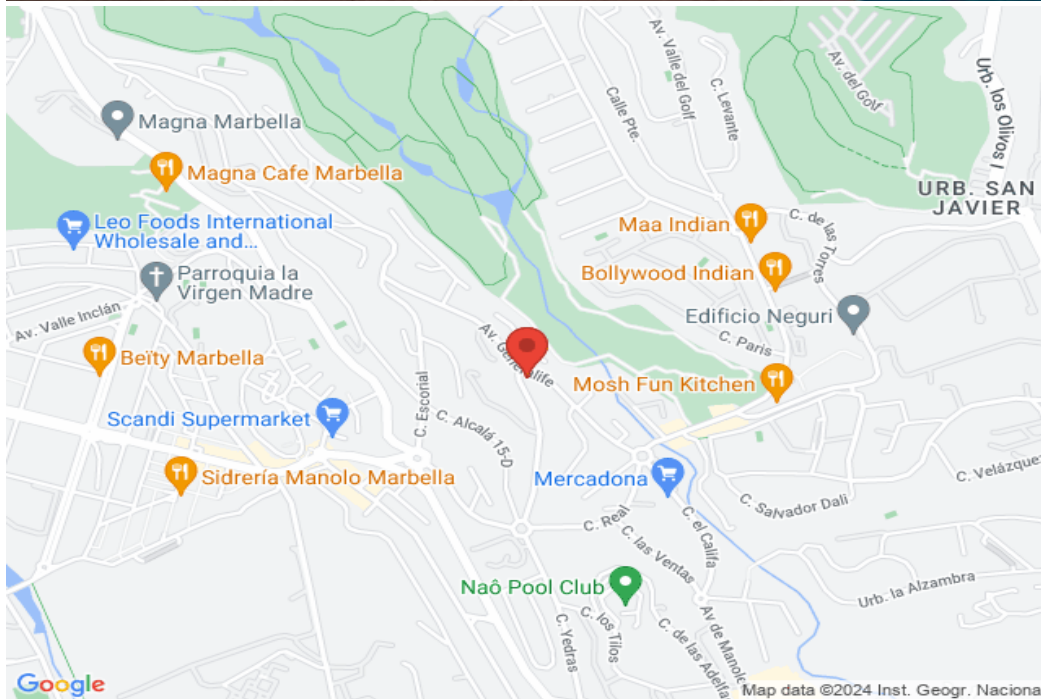 Av. Valle del Golf
C. Levante
Av. del Golf
Urb. los Olivos I
Calle Pte.
Magna Marbella
Magna Cafe Marbella
URB. SAN
JAVIER
Leo Foods International
Wholesale and...
Maa Indian
C. de las Torres
Bollywood Indian
Parroquia la
Virgen Madre
Edificio Neguri
Av. Valle Inclán
Av. Generalife
C. Paris
Beïty Marbella
Mosh Fun Kitchen
C. Escorial
Scandi Supermarket
C. Alcalá 15-D
Sidrería Manolo Marbella
Mercadona
C. Velázquez
C. Salvador Dali
C. Real
C. el Califa
C. las Ventas
Naô Pool Club
Urb. la Alzambra
C. los Tilos
C. Yedras
C. de las Adelfa
Av de Manole
Google
Map data ©2024 Inst. Geogr. Naciona